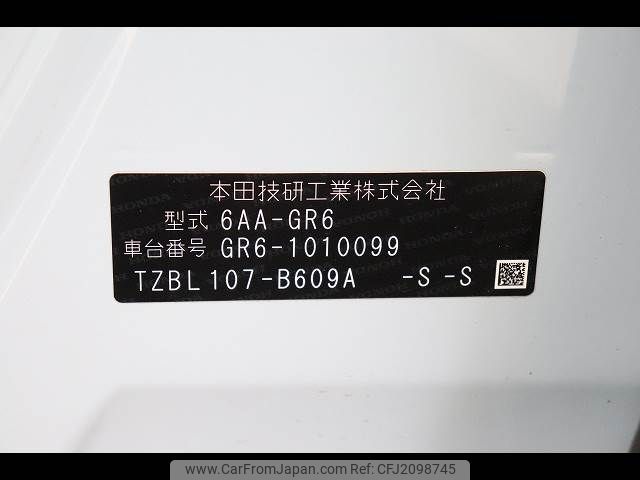 本田技研工業株式会社
型式 6AA-GR6
車台番号 GR6-1010099
TZBL107-B609A -S -S
www.CarFromJapan.com | CFJ2098745